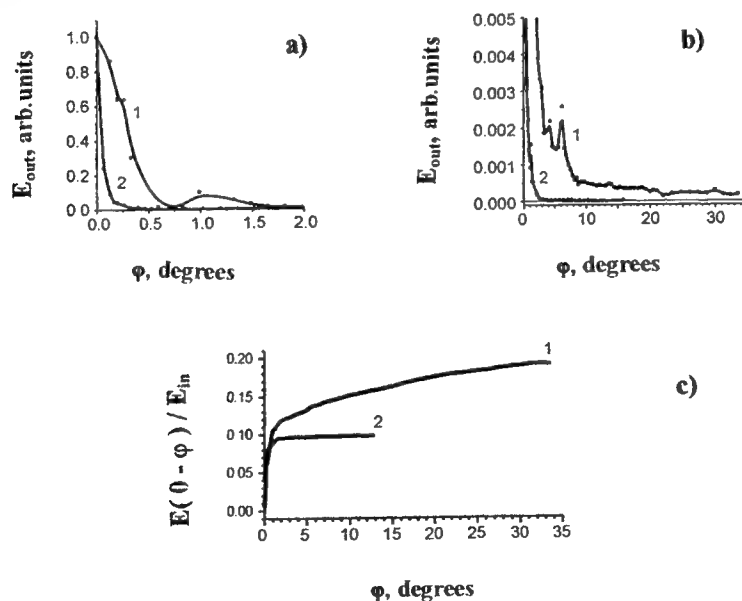 a)
E_out, arb.units
1.0
0.8
0.6
0.4
0.2
0.0
1
2
0.0 0.5 1.0 1.5 2.0
φ, degrees
b)
E_out, arb.units
0.005
0.004
0.003
0.002
0.001
0.000
1
2
0 10 20 30
φ, degrees
c)
E( 0 - φ ) / E_in
0.20
0.15
0.10
0.05
0.00
1
2
0 5 10 15 20 25 30 35
φ, degrees